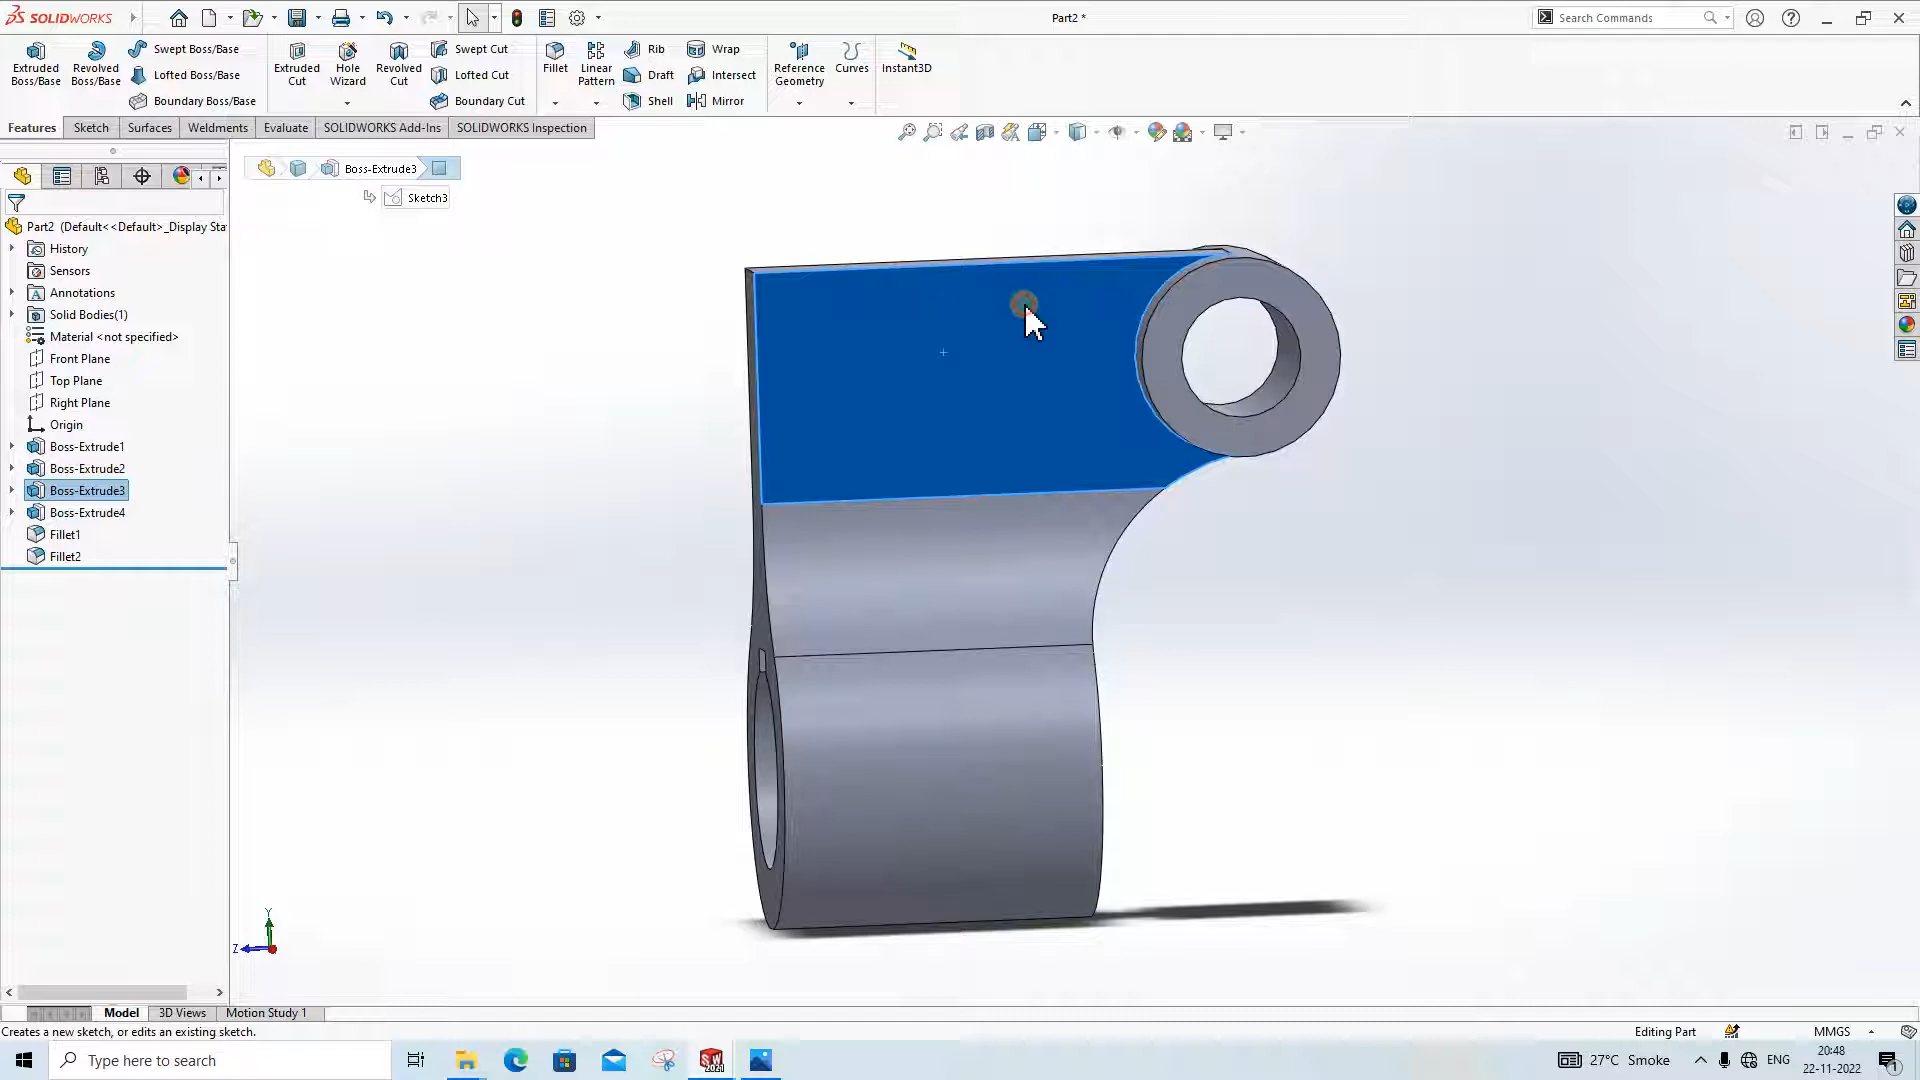 SOLIDWORKS
Part2 *
Search Commands
Extruded Boss/Base
Revolved Boss/Base
Swept Boss/Base
Lofted Boss/Base
Boundary Boss/Base
Extruded Cut
Hole Wizard
Revolved Cut
Swept Cut
Lofted Cut
Boundary Cut
Fillet
Linear Pattern
Rib
Draft
Shell
Wrap
Intersect
Mirror
Reference Geometry
Curves
Instant3D
Features
Sketch
Surfaces
Weldments
Evaluate
SOLIDWORKS Add-Ins
SOLIDWORKS Inspection
Boss-Extrude3
Sketch3
Part2 (Default<<Default>_Display Sta
History
Sensors
Annotations
Solid Bodies(1)
Material <not specified>
Front Plane
Top Plane
Right Plane
Origin
Boss-Extrude1
Boss-Extrude2
Boss-Extrude3
Boss-Extrude4
Fillet1
Fillet2
Y
Z
Model
3D Views
Motion Study 1
Creates a new sketch, or edits an existing sketch.
Editing Part
MMGS
Type here to search
SW
2021
27°C Smoke
ENG
20:48
22-11-2022
1